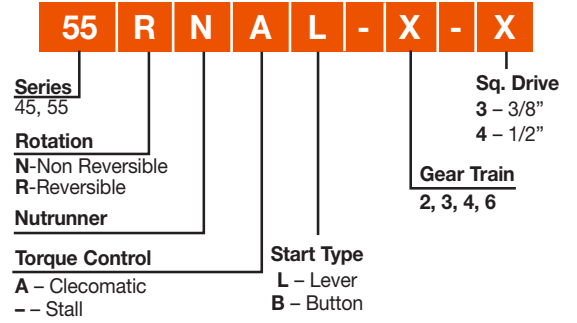 55 R N A L - X - X
Series
45, 55
Rotation
N-Non Reversible
R-Reversible
Nutrunner
Torque Control
A – Clecomatic
– – Stall
Start Type
L – Lever
B – Button
Gear Train
2, 3, 4, 6
Sq. Drive
3 – 3/8”
4 – 1/2”